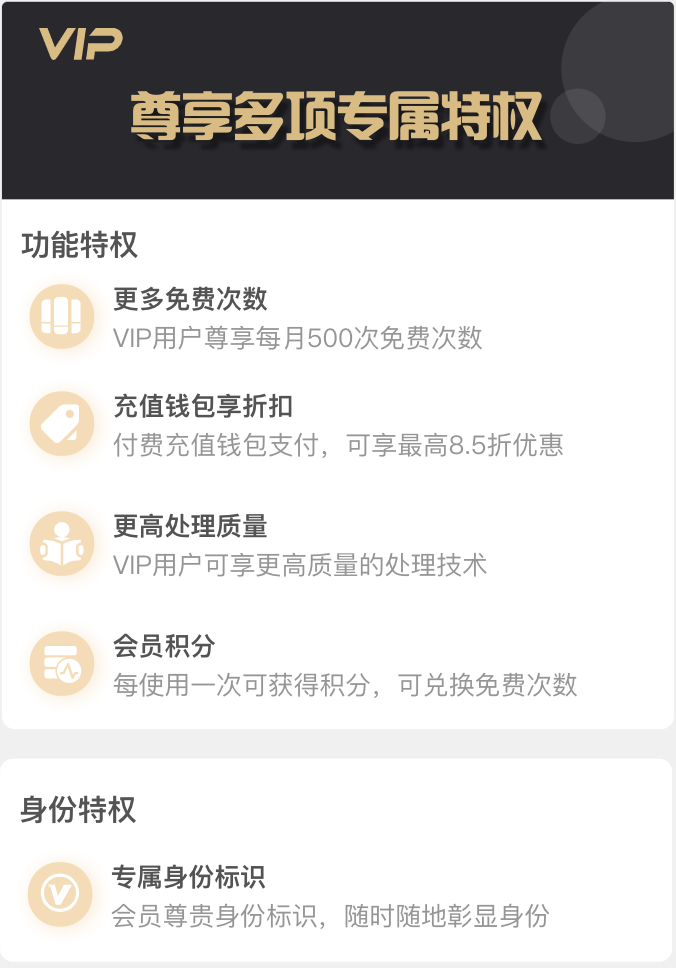 VIP
尊享多项专属特权
功能特权
更多免费次数
VIP用户尊享每月500次免费次数
充值钱包享折扣
付费充值钱包支付，可享最高8.5折优惠
更高处理质量
VIP用户可享更高质量的处理技术
会员积分
每使用一次可获得积分，可兑换免费次数
身份特权
专属身份标识
会员尊贵身份标识，随时随地彰显身份